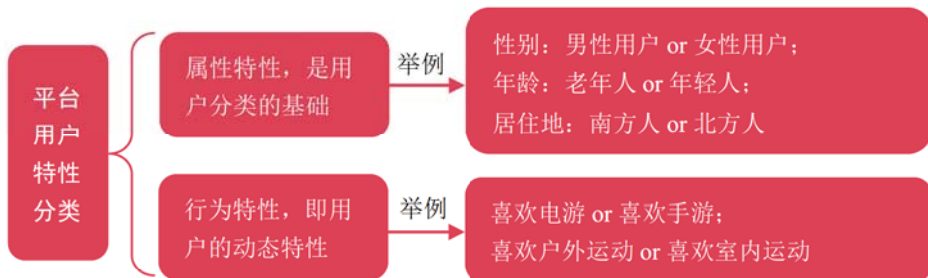 平台
用户
特性
分类
属性特性，是用
户分类的基础
举例
性别：男性用户 or 女性用户；
年龄：老年人 or 年轻人；
居住地：南方人 or 北方人
行为特性，即用
户的动态特性
举例
喜欢电游 or 喜欢手游；
喜欢户外运动 or 喜欢室内运动